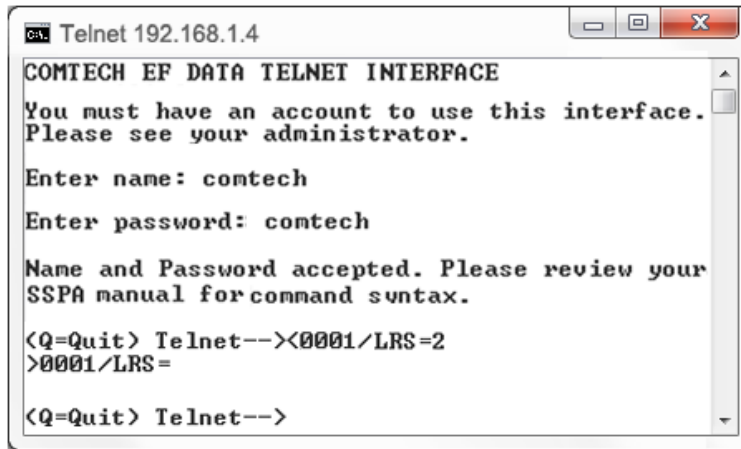 Telnet 192.168.1.4
COMTECH EF DATA TELNET INTERFACE
You must have an account to use this interface.
Please see your administrator.
Enter name: comtech
Enter password: comtech
Name and Password accepted. Please review your
SSPA manual for command syntax.
(Q=Quit) Telnet--><0001/LRS=2
>0001/LRS=
(Q=Quit) Telnet-->